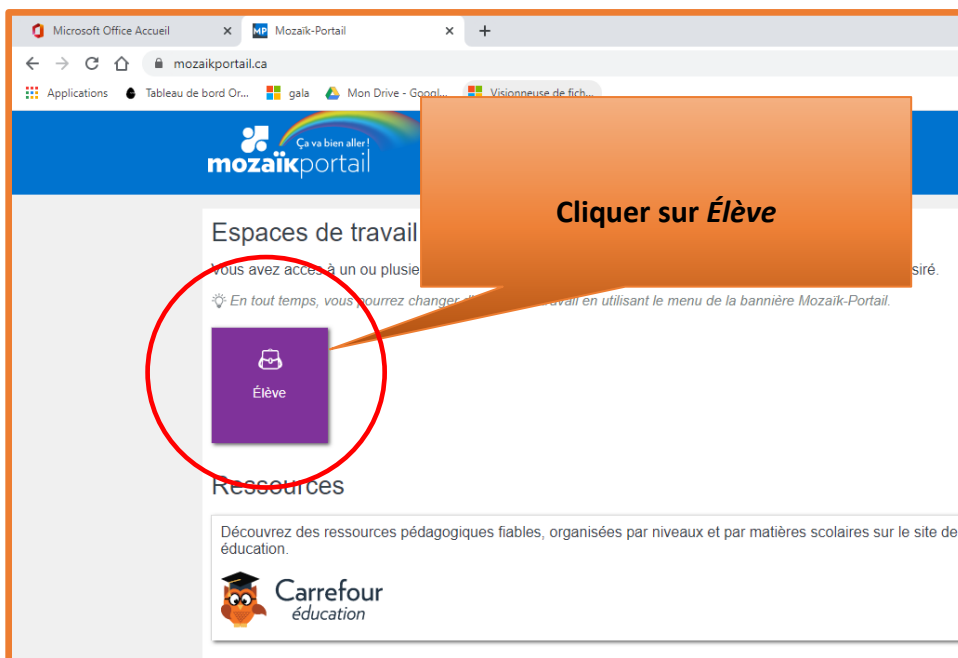 Microsoft Office Accueil
Mozaïk-Portail
mozaikportail.ca
Applications
Tableau de bord Or...
gala
Mon Drive - Googl...
Visionneuse de fich...
Ça va bien aller!
mozaïkportail
Cliquer sur Élève
Espaces de travail
Vous avez accès à un ou plusie
siré.
En tout temps, vous pourrez changer d' travail en utilisant le menu de la bannière Mozaïk-Portail.
Élève
Ressources
Découvrez des ressources pédagogiques fiables, organisées par niveaux et par matières scolaires sur le site de
éducation.
Carrefour
éducation